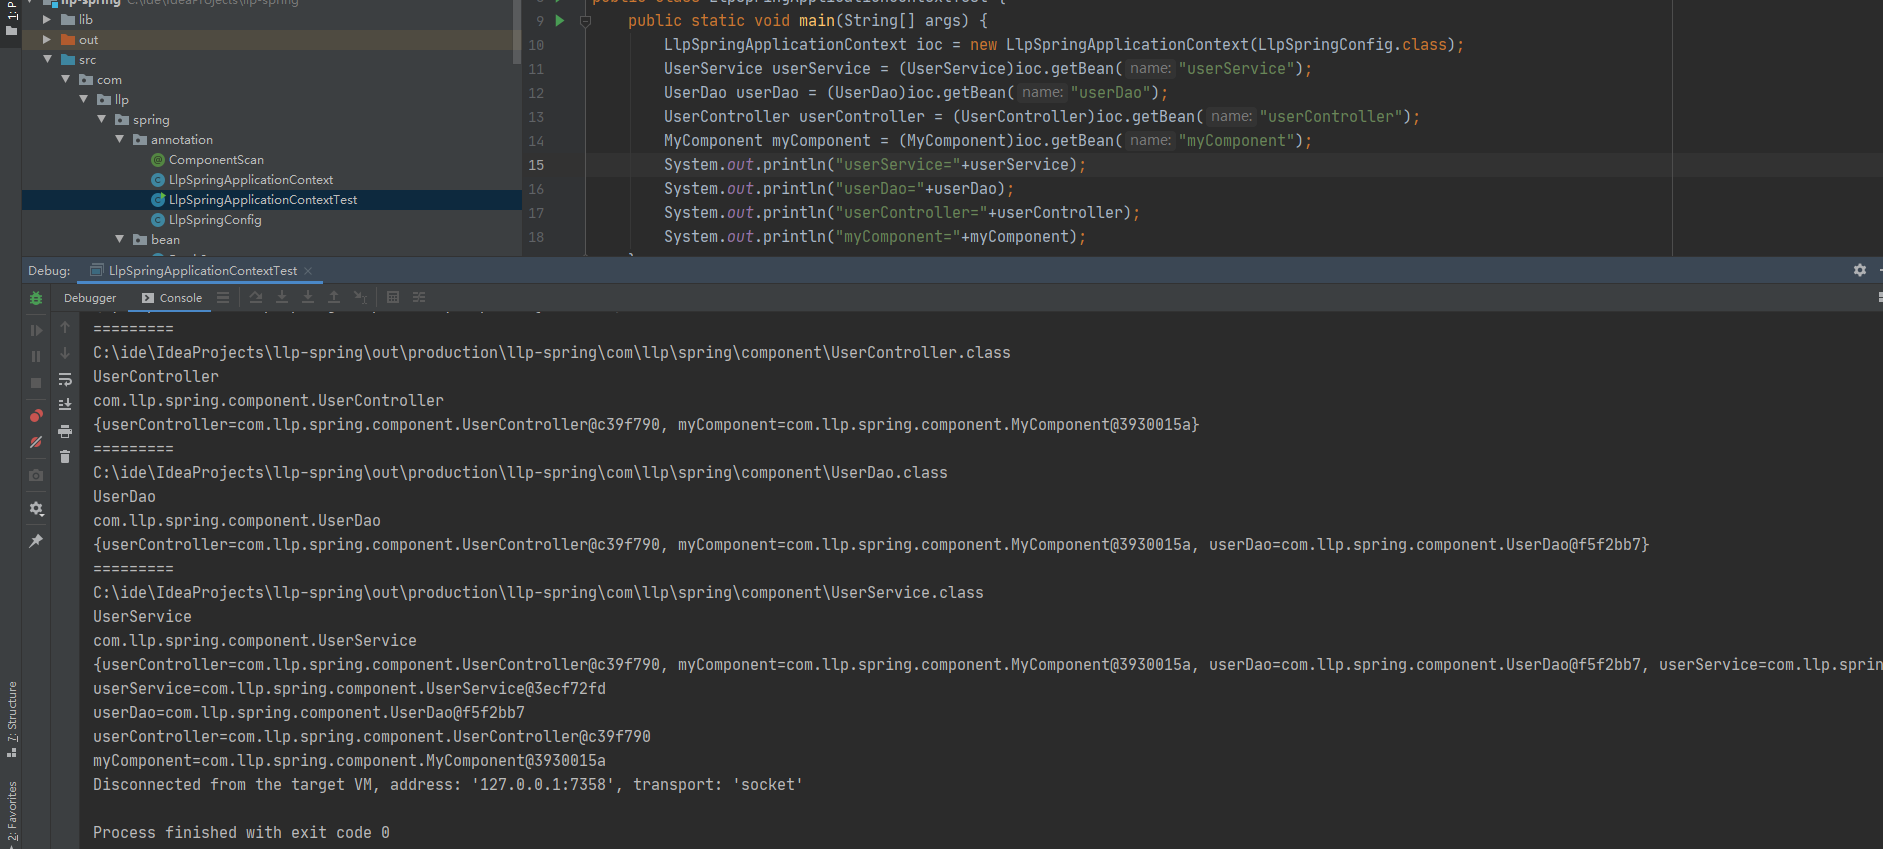 llp-spring C:\ide\IdeaProjects\llp-spring
lib
out
src
com
llp
spring
annotation
ComponentScan
LlpSpringApplicationContext
LlpSpringApplicationContextTest
LlpSpringConfig
bean
public class LlpSpringApplicationContextTest {
9 public static void main(String[] args) {
10 LlpSpringApplicationContext ioc = new LlpSpringApplicationContext(LlpSpringConfig.class);
11 UserService userService = (UserService)ioc.getBean( name: "userService");
12 UserDao userDao = (UserDao)ioc.getBean( name: "userDao");
13 UserController userController = (UserController)ioc.getBean( name: "userController");
14 MyComponent myComponent = (MyComponent)ioc.getBean( name: "myComponent");
15 System.out.println("userService="+userService);
16 System.out.println("userDao="+userDao);
17 System.out.println("userController="+userController);
18 System.out.println("myComponent="+myComponent);
Debug: LlpSpringApplicationContextTest
Debugger Console
=========
C:\ide\IdeaProjects\llp-spring\out\production\llp-spring\com\llp\spring\component\UserController.class
UserController
com.llp.spring.component.UserController
{userController=com.llp.spring.component.UserController@c39f790, myComponent=com.llp.spring.component.MyComponent@3930015a}
=========
C:\ide\IdeaProjects\llp-spring\out\production\llp-spring\com\llp\spring\component\UserDao.class
UserDao
com.llp.spring.component.UserDao
{userController=com.llp.spring.component.UserController@c39f790, myComponent=com.llp.spring.component.MyComponent@3930015a, userDao=com.llp.spring.component.UserDao@f5f2bb7}
=========
C:\ide\IdeaProjects\llp-spring\out\production\llp-spring\com\llp\spring\component\UserService.class
UserService
com.llp.spring.component.UserService
{userController=com.llp.spring.component.UserController@c39f790, myComponent=com.llp.spring.component.MyComponent@3930015a, userDao=com.llp.spring.component.UserDao@f5f2bb7, userService=com.llp.sprin
userService=com.llp.spring.component.UserService@3ecf72fd
userDao=com.llp.spring.component.UserDao@f5f2bb7
userController=com.llp.spring.component.UserController@c39f790
myComponent=com.llp.spring.component.MyComponent@3930015a
Disconnected from the target VM, address: '127.0.0.1:7358', transport: 'socket'
Process finished with exit code 0
1: P
7: Structure
2: Favorites